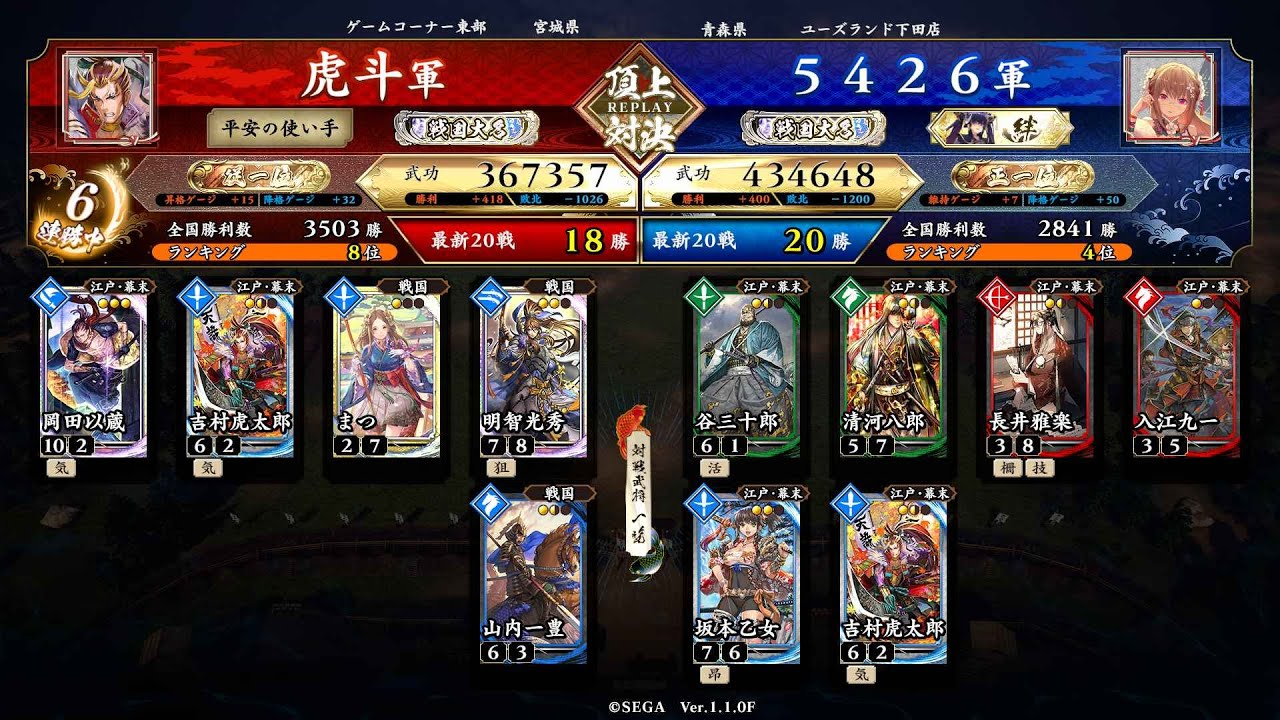 ゲームコーナー東部 宮城県
青森県 ユーズランド下田店
虎斗軍
頂上
REPLAY
対決
5426軍
平安の使い手
戦国大戦
戦国大戦
絆
従一位
武功 367357
武功 434648
正一位
昇格ゲージ +15 降格ゲージ +32
勝利 +418 敗北 -1026
勝利 +400 敗北 -1200
維持ゲージ +7 降格ゲージ +50
6
連勝中
全国勝利数 3503勝
ランキング 8位
最新20戦 18勝
最新20戦 20勝
全国勝利数 2841勝
ランキング 4位
江戸・幕末
岡田以蔵
10 2
気
江戸・幕末
天誅
吉村虎太郎
6 2
気
戦国
まつ
2 7
戦国
明智光秀
7 8
狙
戦国
山内一豊
6 3
対戦武将一覧
江戸・幕末
谷三十郎
6 1
活
江戸・幕末
清河八郎
5 7
江戸・幕末
長井雅楽
3 8
柵 技
江戸・幕末
入江九一
3 5
江戸・幕末
坂本乙女
7 6
昂
江戸・幕末
天誅
吉村虎太郎
6 2
気
©SEGA Ver.1.1.0F